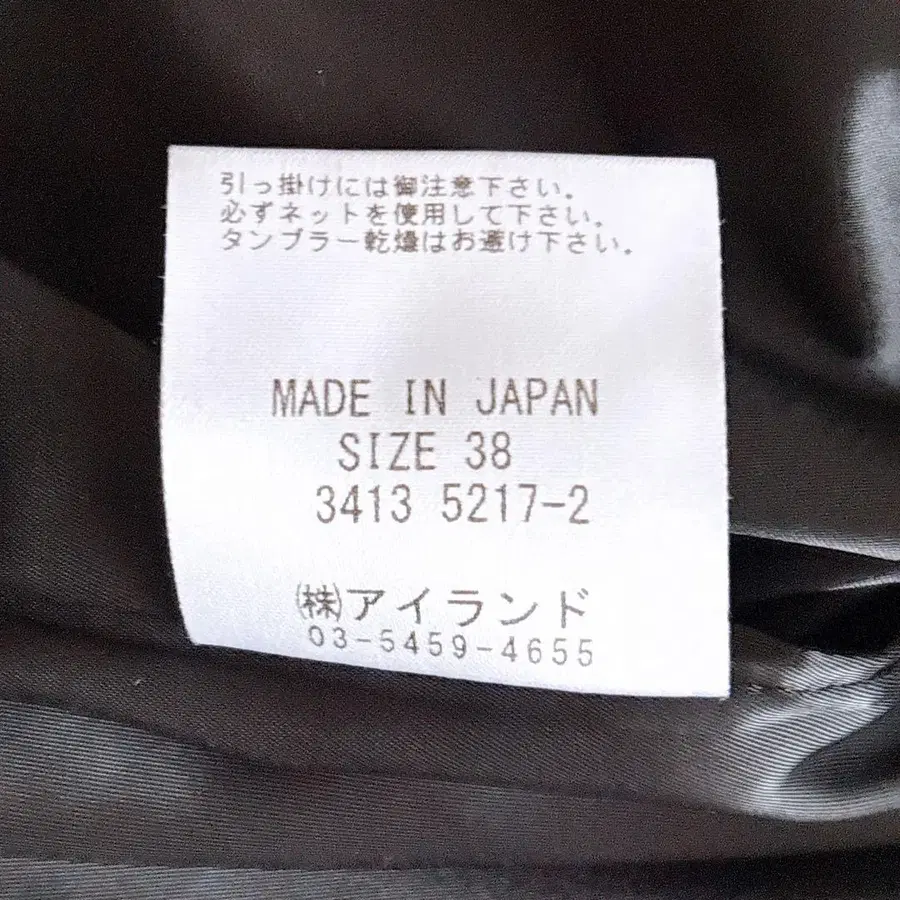 引っ掛けには御注意下さい。
必ずネットを使用して下さい。
タンブラー乾燥はお避け下さい。
MADE IN JAPAN
SIZE 38
3413 5217-2
㈱アイランド
03-5459-4655